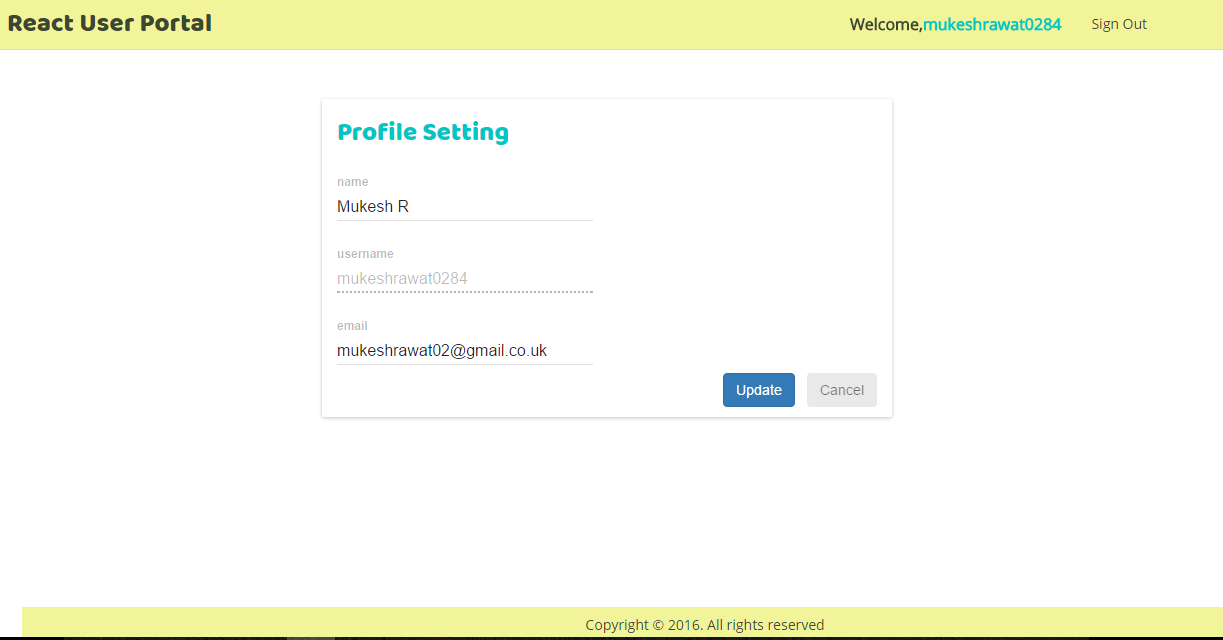 React User Portal
Welcome,mukeshrawat0284 Sign Out
Profile Setting
name
Mukesh R
username
mukeshrawat0284
email
mukeshrawat02@gmail.co.uk
Update Cancel
Copyright © 2016. All rights reserved